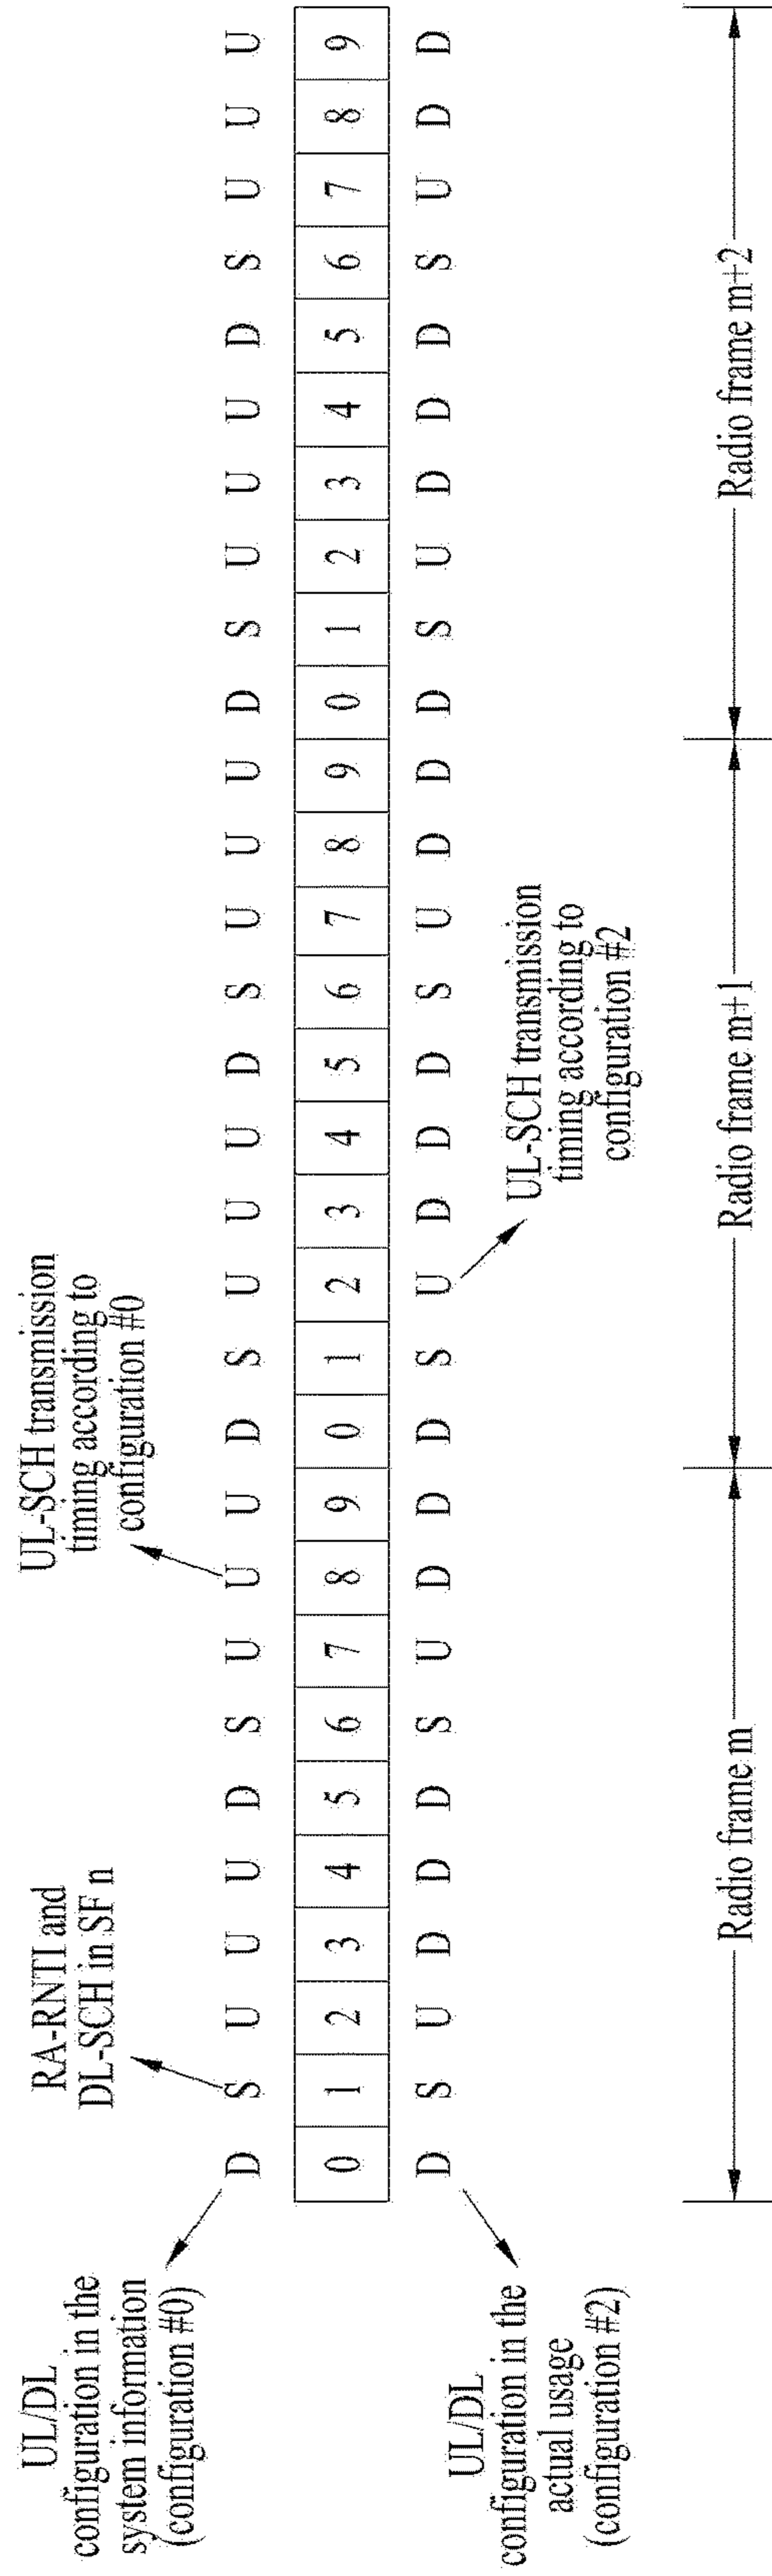 UL/DL
configuration in the
system information
(configuration #0)
RA-RNTI and
DL-SCH in SF n
UL-SCH transmission
timing according to
configuration #0
D S U U U D S U U U D S U U U D S U U U D S U U U D S U U U
0 1 2 3 4 5 6 7 8 9 0 1 2 3 4 5 6 7 8 9 0 1 2 3 4 5 6 7 8 9
D S U D D D S U D D D S U D D D S U D D D S U D D D S U D D
UL/DL
configuration in the
actual usage
(configuration #2)
UL-SCH transmission
timing according to
configuration #2
Radio frame m
Radio frame m+1
Radio frame m+2